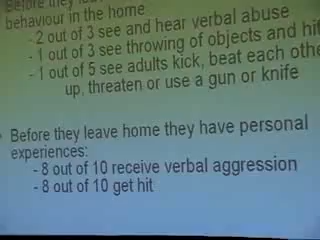 Before they leave
behaviour in the home
- 2 out of 3 see and hear verbal abuse
- 1 out of 3 see throwing of objects and hit
- 1 out of 5 see adults kick, beat each othe
up, threaten or use a gun or knife
Before they leave home they have personal
experiences:
- 8 out of 10 receive verbal aggression
- 8 out of 10 get hit